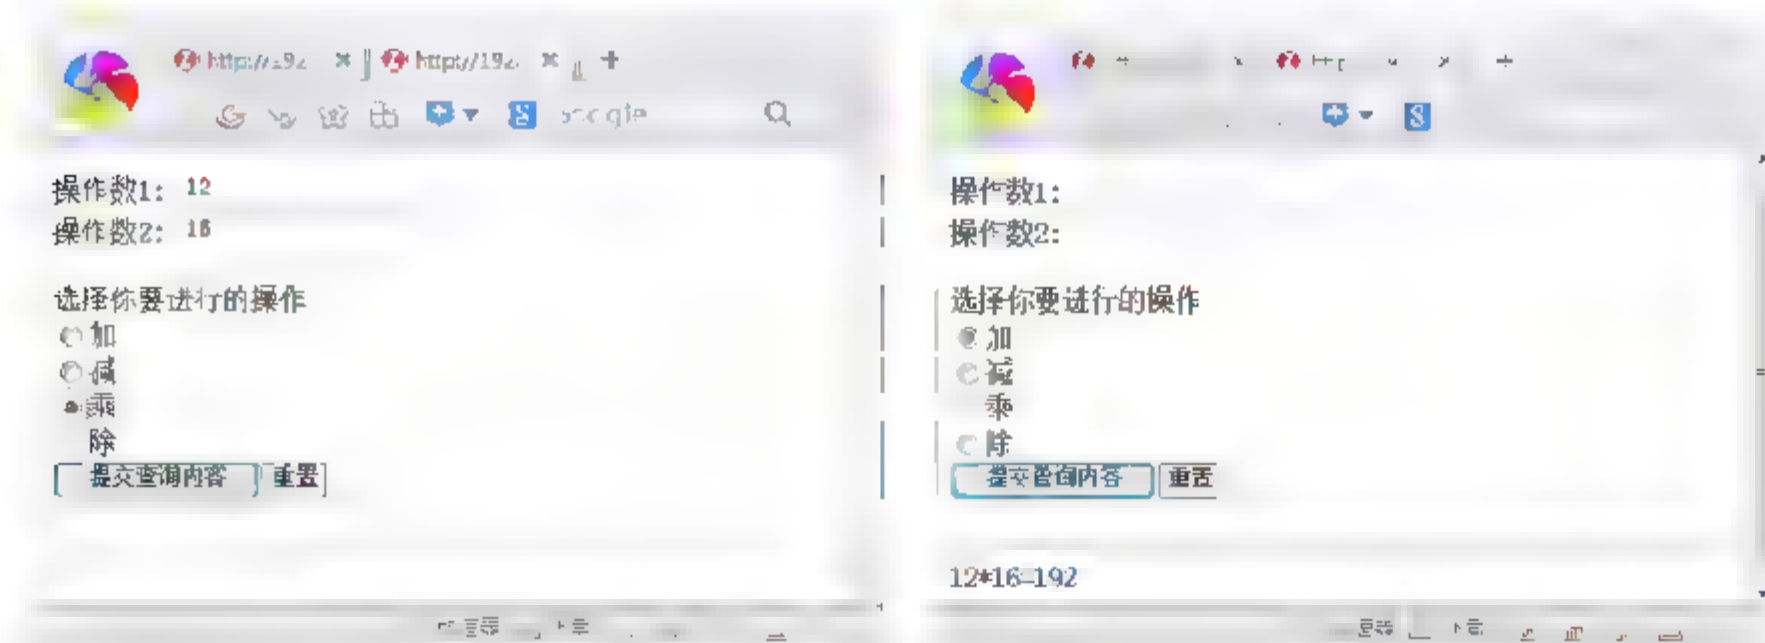 操作数1: 12
操作数2: 16
选择你要进行的操作
加
减
乘
除
提交查询内容 重置
操作数1:
操作数2:
选择你要进行的操作
加
减
乘
除
提交查询内容 重置
12*16=192